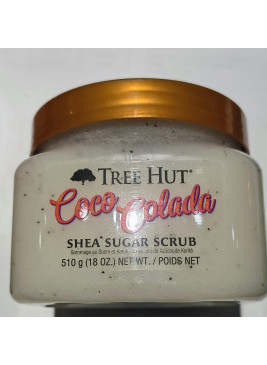 TREE HUT®
Coco Colada
SHEA SUGAR SCRUB
510 g (18 OZ.) NET WT. / POIDS NET